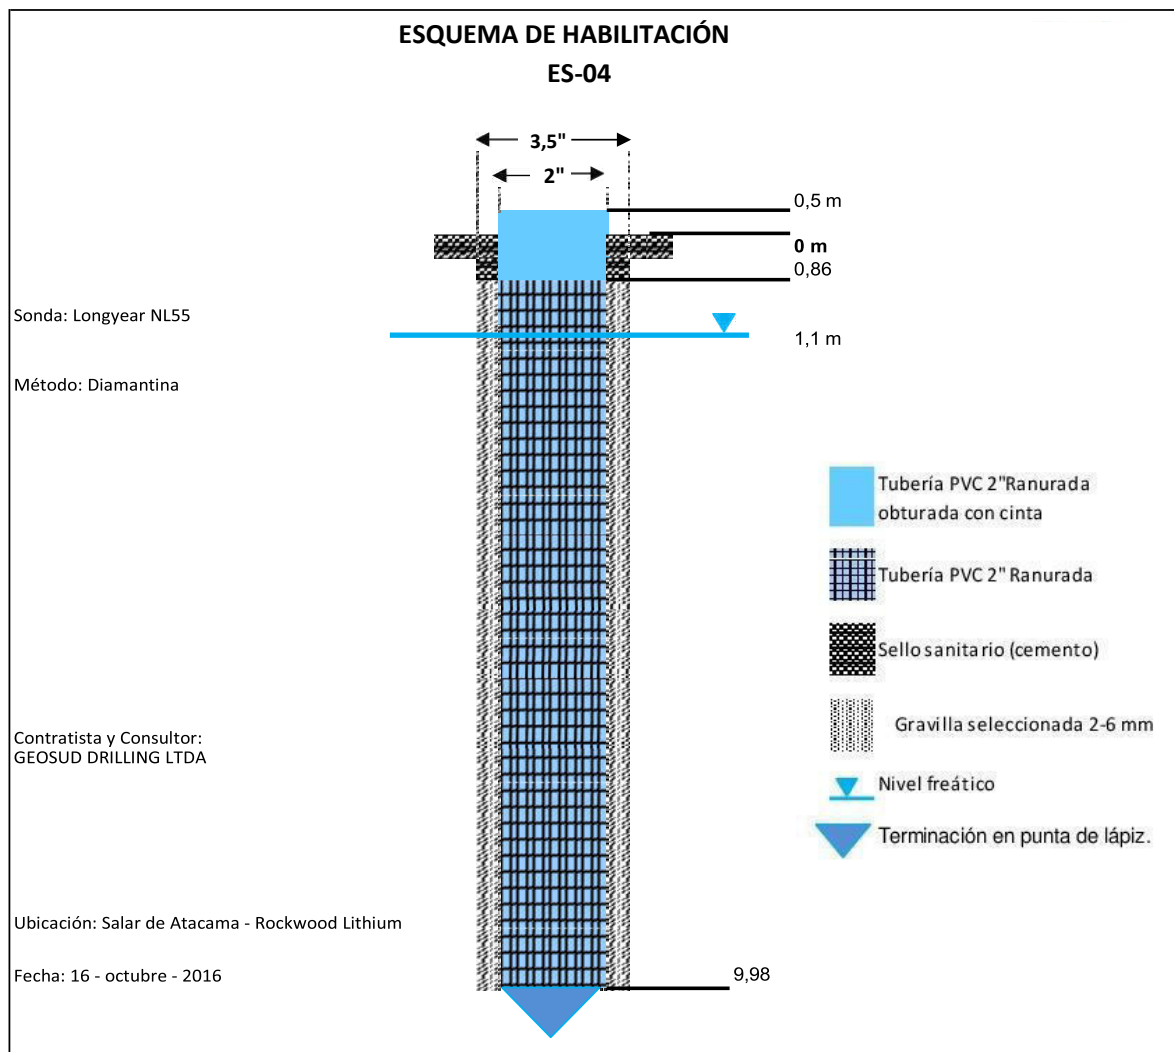 ESQUEMA DE HABILITACIÓN
ES-04
3,5"
2"
0,5 m
0 m
0,86
Sonda: Longyear NL55
1,1 m
Método: Diamantina
Tubería PVC 2"Ranurada
obturada con cinta
Tubería PVC 2" Ranurada
Sello sanitario (cemento)
Gravilla seleccionada 2-6 mm
Contratista y Consultor:
GEOSUD DRILLING LTDA
Nivel freático
Terminación en punta de lápiz.
Ubicación: Salar de Atacama - Rockwood Lithium
Fecha: 16 - octubre - 2016
9,98